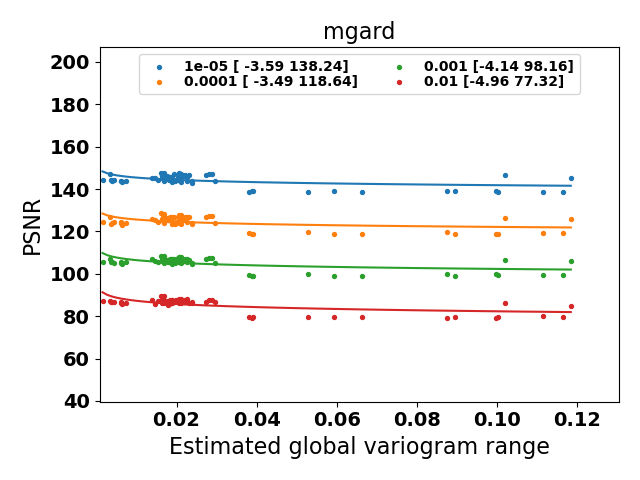 mgard
1e-05 [ -3.59 138.24]
0.0001 [ -3.49 118.64]
0.001 [-4.14 98.16]
0.01 [-4.96 77.32]
PSNR
200
180
160
140
120
100
80
60
40
0.02 0.04 0.06 0.08 0.10 0.12
Estimated global variogram range